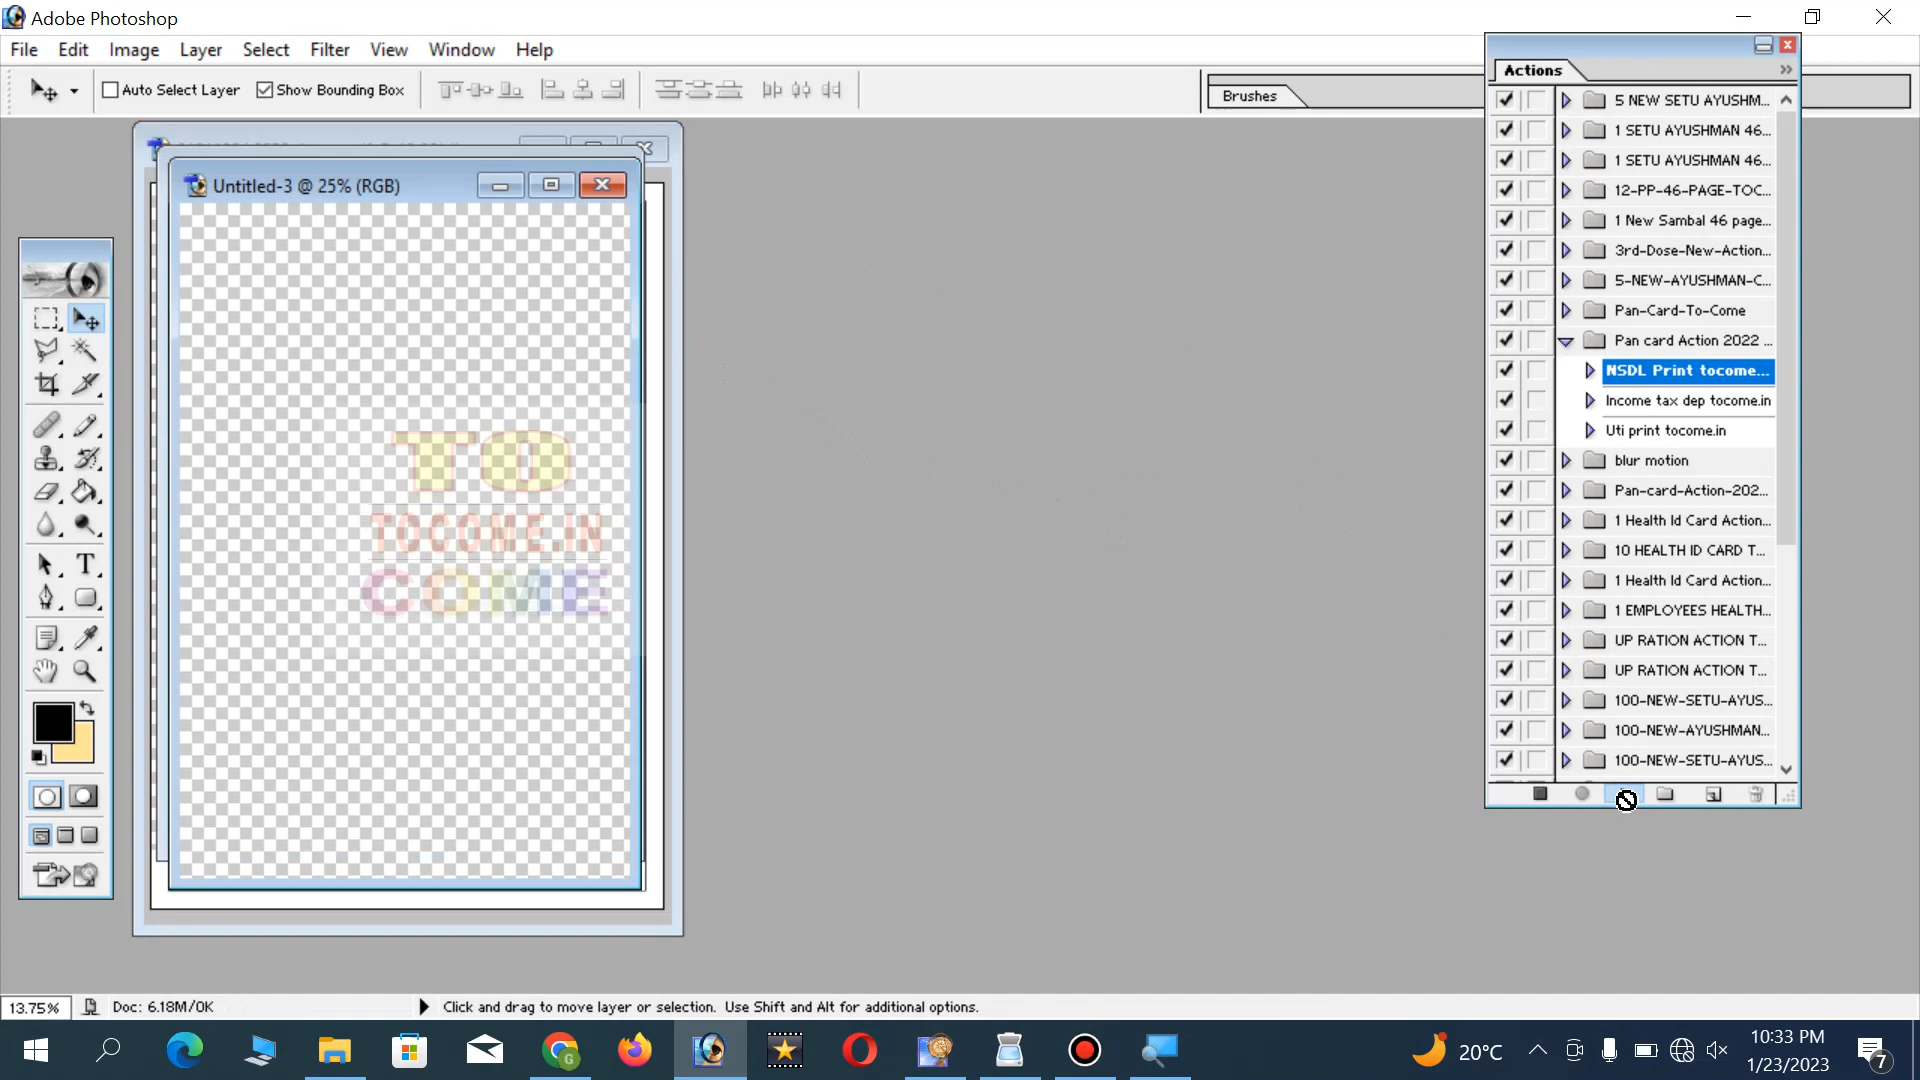 Adobe Photoshop
File Edit Image Layer Select Filter View Window Help
Auto Select Layer Show Bounding Box
Brushes
Untitled-3 @ 25% (RGB)
TO
TOCOME.IN
COME
Actions
5 NEW SETU AYUSHM...
1 SETU AYUSHMAN 46...
1 SETU AYUSHMAN 46...
12-PP-46-PAGE-TOC...
1 New Sambal 46 page...
3rd-Dose-New-Action...
5-NEW-AYUSHMAN-C...
Pan-Card-To-Come
Pan card Action 2022 ...
NSDL Print tocome...
Income tax dep tocome.in
Uti print tocome.in
blur motion
Pan-card-Action-202...
1 Health Id Card Action...
10 HEALTH ID CARD T...
1 Health Id Card Action...
1 EMPLOYEES HEALTH...
UP RATION ACTION T...
UP RATION ACTION T...
100-NEW-SETU-AYUS...
100-NEW-AYUSHMAN...
100-NEW-SETU-AYUS...
13.75% Doc: 6.18M/0K Click and drag to move layer or selection. Use Shift and Alt for additional options.
20°C
10:33 PM
1/23/2023
7